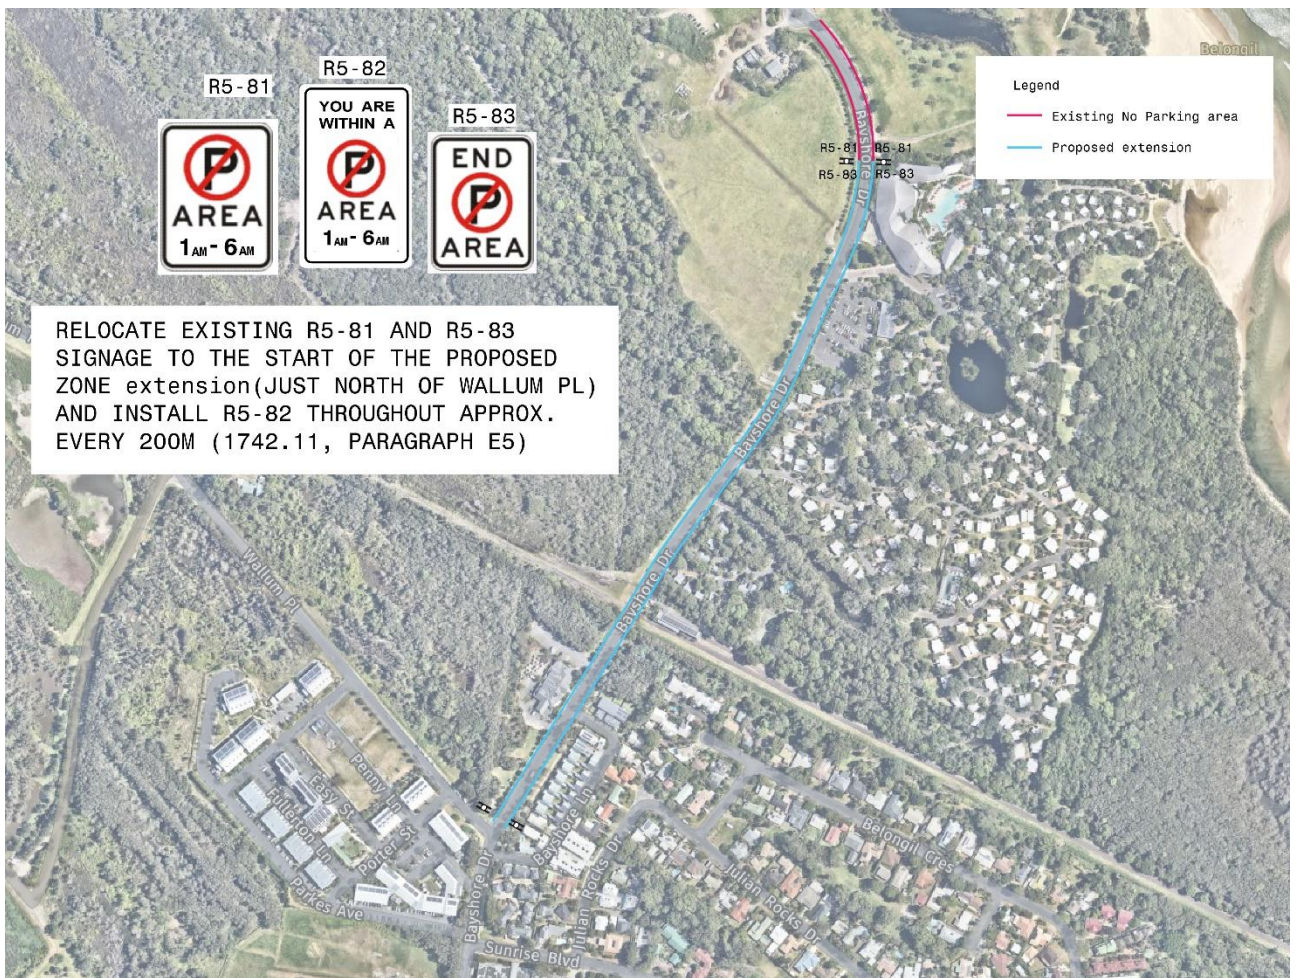 R5-81
R5-82
R5-83
P
AREA
1AM - 6AM
YOU ARE
WITHIN A
P
AREA
1AM - 6AM
END
P
AREA
RELOCATE EXISTING R5-81 AND R5-83
SIGNAGE TO THE START OF THE PROPOSED
ZONE extension(JUST NORTH OF WALLUM PL)
AND INSTALL R5-82 THROUGHOUT APPROX.
EVERY 200M (1742.11, PARAGRAPH E5)
Belongil
Legend
Existing No Parking area
Proposed extension
Bayshore Dr
R5-81
R5-81
R5-83
R5-83
Bayshore Dr
Bayshore Dr
Wallum Pl
Penny Ln
Easy St
Fullerton Ln
Porter St
Parkes Ave
Bayshore Dr
Bayshore Ln
Julian Rocks Dr
Belongil Cres
Julian Rocks Dr
Sunrise Blvd